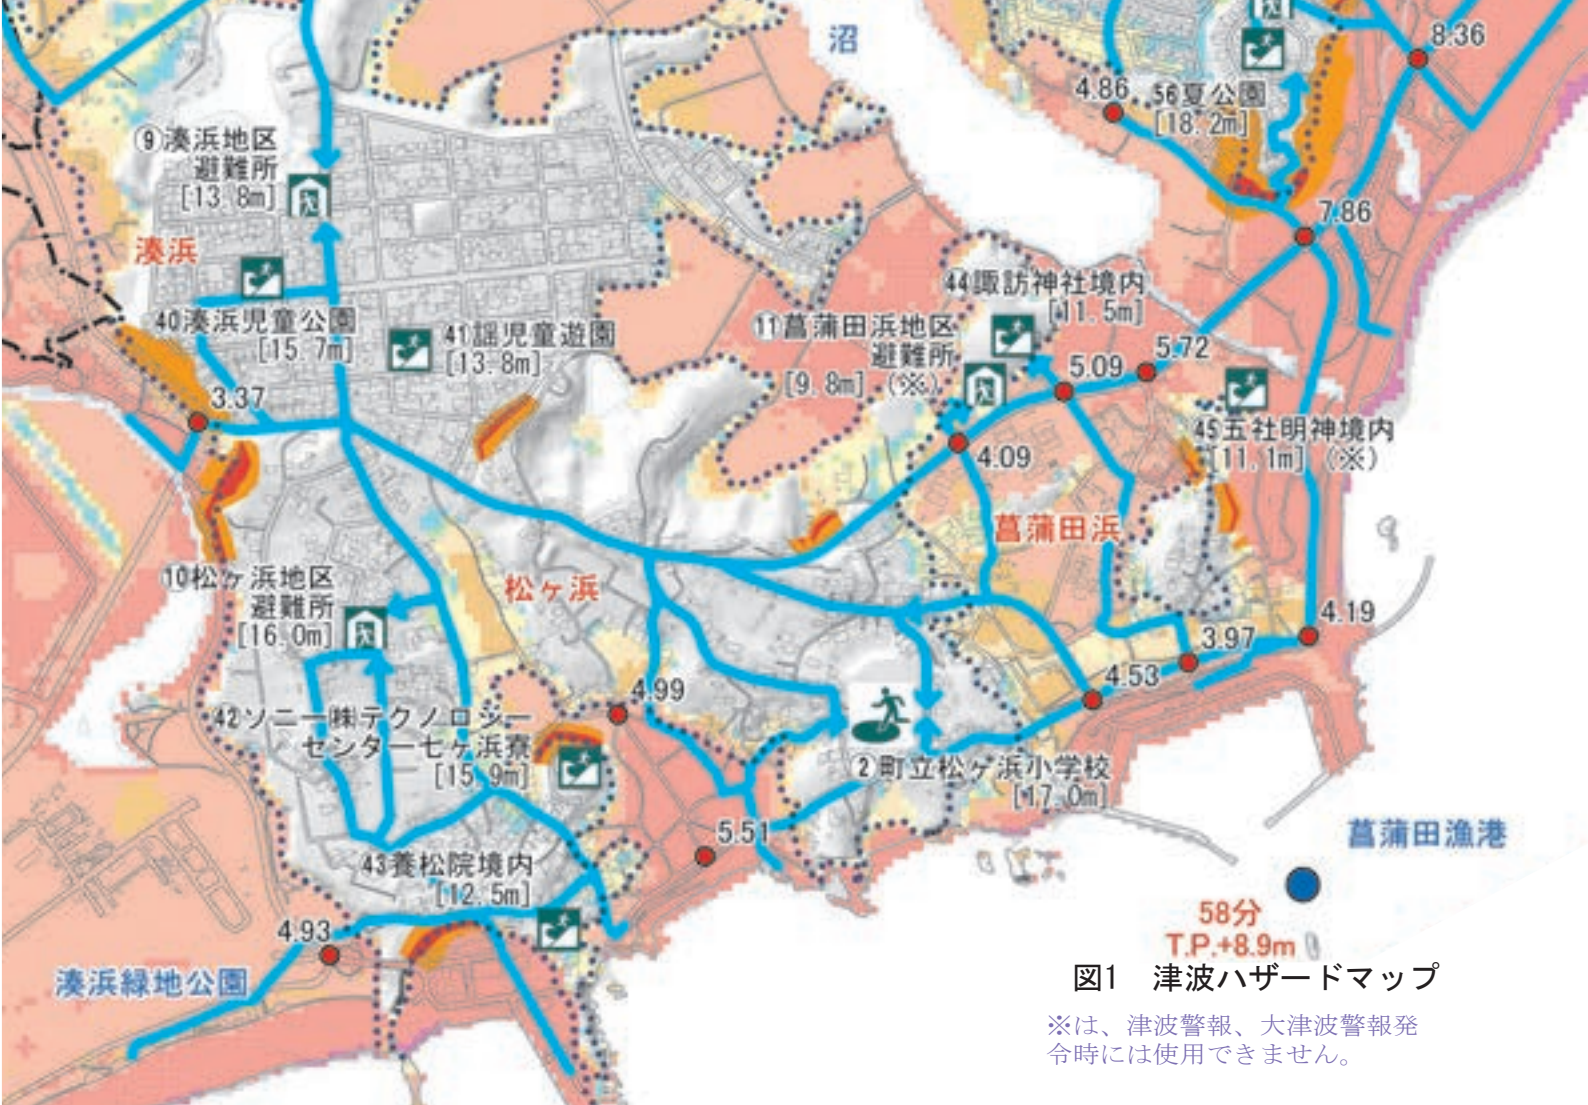 沼
8.36
4.86
56夏公園
[18.2m]
⑨湊浜地区
避難所
[13.8m]
7.86
湊浜
44諏訪神社境内
[11.5m]
40湊浜児童公園
[15.7m]
41謡児童遊園
[13.8m]
⑪菖蒲田浜地区
避難所
[9.8m] (※)
5.72
5.09
3.37
45五社明神境内
[11.1m] (※)
4.09
菖蒲田浜
⑩松ヶ浜地区
避難所
[16.0m]
松ヶ浜
4.19
3.97
4.53
4.99
42ソニー㈱テクノロジー
センター七ヶ浜寮
[15.9m]
②町立松ヶ浜小学校
[17.0m]
5.51
菖蒲田漁港
43養松院境内
[12.5m]
58分
T.P.+8.9m
4.93
湊浜緑地公園
図1　津波ハザードマップ
※は、津波警報、大津波警報発
令時には使用できません。